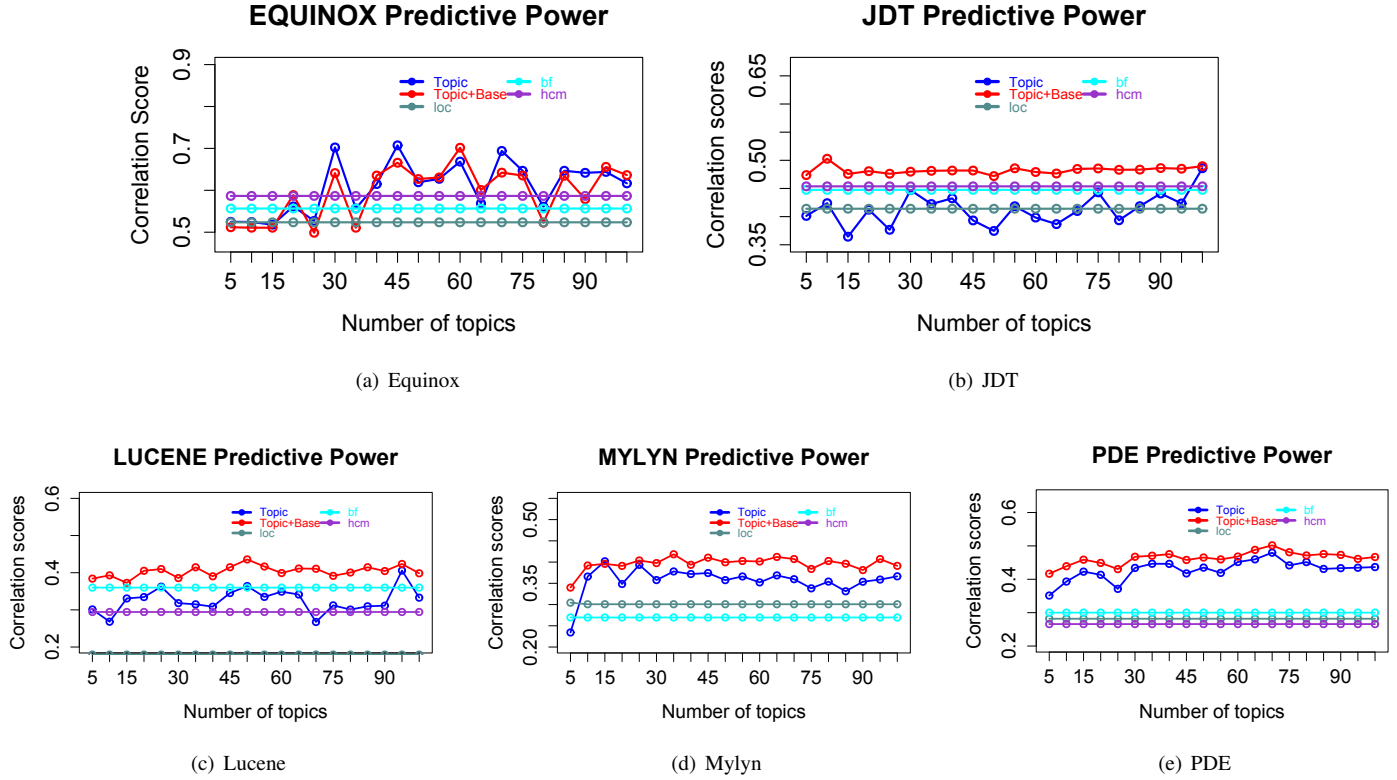 EQUINOX Predictive Power
Correlation Score
0.5 0.7 0.9
Topic bf
Topic+Base hcm
loc
5 15 30 45 60 75 90
Number of topics
(a) Equinox
JDT Predictive Power
Correlation scores
0.35 0.50 0.65
Topic bf
Topic+Base hcm
loc
5 15 30 45 60 75 90
Number of topics
(b) JDT
LUCENE Predictive Power
Correlation scores
0.2 0.4 0.6
Topic bf
Topic+Base hcm
loc
5 15 30 45 60 75 90
Number of topics
(c) Lucene
MYLYN Predictive Power
Correlation scores
0.20 0.35 0.50
Topic bf
Topic+Base hcm
loc
5 15 30 45 60 75 90
Number of topics
(d) Mylyn
PDE Predictive Power
Correlation scores
0.2 0.4 0.6
Topic bf
Topic+Base hcm
loc
5 15 30 45 60 75 90
Number of topics
(e) PDE